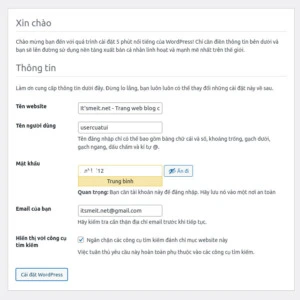 Xin chào
Chào mừng bạn đến với quá trình cài đặt 5 phút nổi tiếng của WordPress! Chỉ cần điền thông tin bên dưới và
bạn sẽ lên đường sử dụng nền tảng xuất bản cá nhân linh hoạt và mạnh mẽ nhất trên thế giới.
Thông tin
Làm ơn cung cấp thông tin dưới đây. Đừng lo lắng, bạn luôn luôn có thể thay đổi những cài đặt này về sau.
Tên website
It'smeit.net - Trang web blog c
Tên người dùng
usercuatui
Tên đăng nhập chỉ có thể bao gồm bảng chữ cái và số, khoảng trống, gạch dưới,
gạch ngang, dấu chấm và kí tự @.
Mật khẩu
Ẩn đi
Trung bình
Quan trọng: Bạn cần tài khoản này để đăng nhập. Hãy lưu nó vào một nơi an toàn
Email của bạn
itsmeit.net@gmail.com
Hãy kiểm tra cẩn thận địa chỉ email trước khi tiếp tục.
Hiển thị với công cụ
tìm kiếm
Ngăn chặn các công cụ tìm kiếm đánh chỉ mục website này
Việc tuân thủ yêu cầu này hoàn toàn phụ thuộc vào các công cụ tìm kiếm.
Cài đặt WordPress